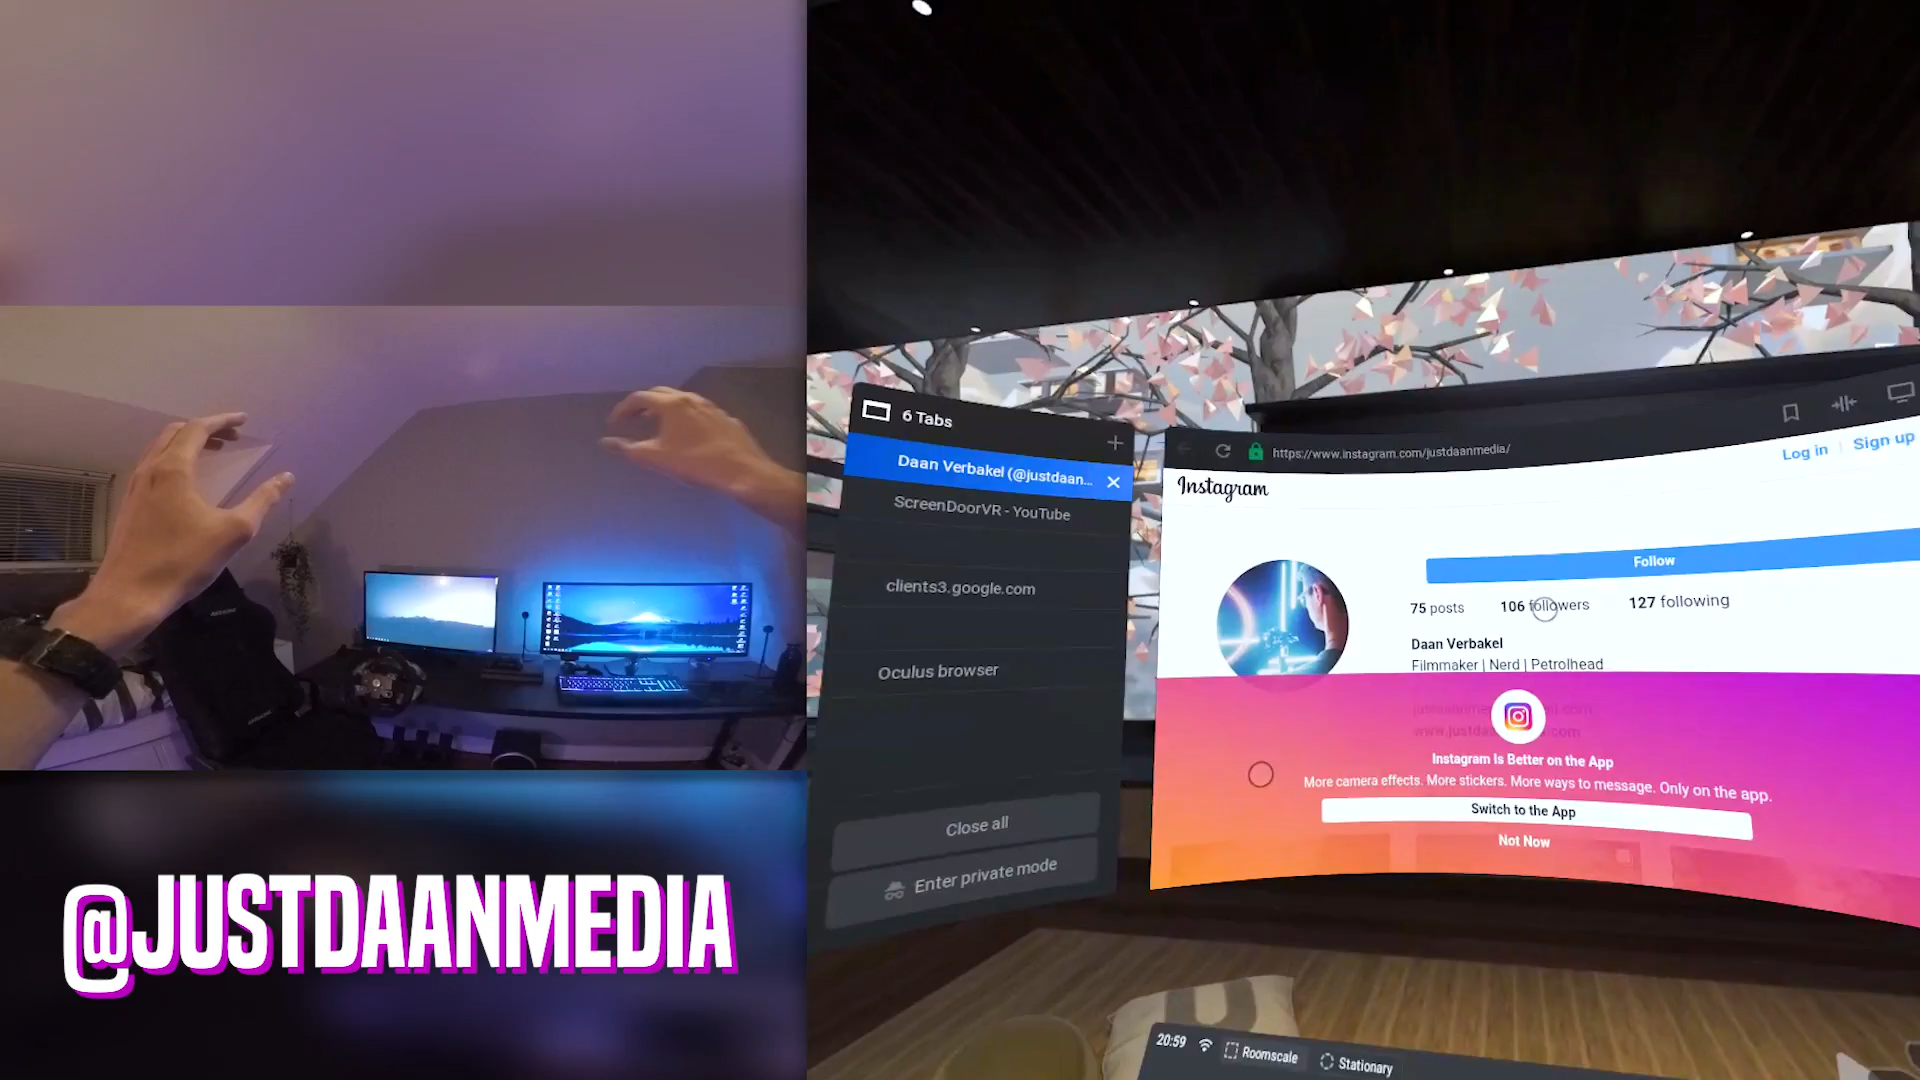 @JUSTDAANMEDIA
6 Tabs
Daan Verbakel (@justdaan...
ScreenDoorVR - YouTube
clients3.google.com
Oculus browser
Close all
Enter private mode
https://www.instagram.com/justdaanmedia/
Log in | Sign up
Instagram
Follow
75 posts 106 followers 127 following
Daan Verbakel
Filmmaker | Nerd | Petrolhead
Instagram Is Better on the App
More camera effects. More stickers. More ways to message. Only on the app.
Switch to the App
Not Now
20:59 Roomscale Stationary